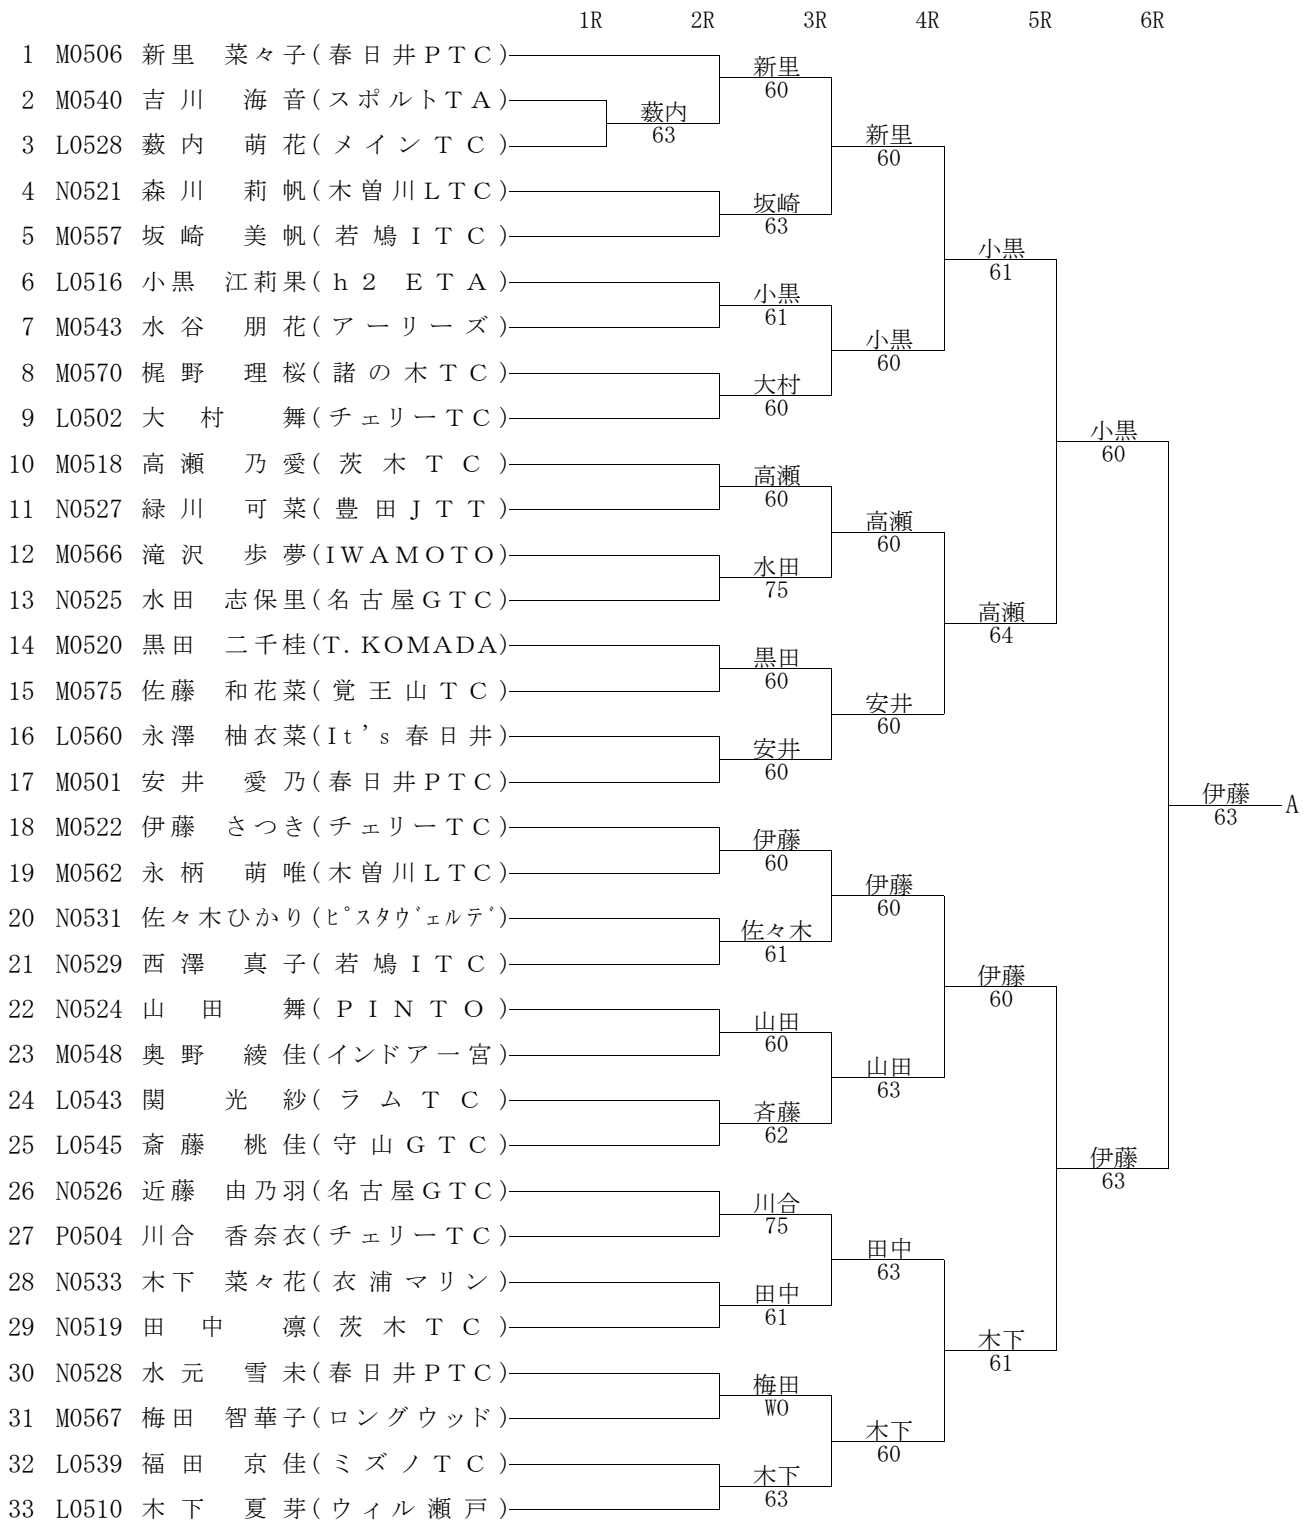 1R 2R 3R 4R 5R 6R
1 M0506 新里 菜々子(春日井PTC)
新里
60
2 M0540 吉川 海音(スポルトTA)
薮内
63
3 L0528 薮内 萌花(メインTC)
新里
60
4 N0521 森川 莉帆(木曽川LTC)
坂崎
63
5 M0557 坂崎 美帆(若鳩ITC)
小黒
61
6 L0516 小黒 江莉果(h2 ETA)
小黒
61
7 M0543 水谷 朋花(アーリーズ)
小黒
60
8 M0570 梶野 理桜(諸の木TC)
大村
60
9 L0502 大村 舞(チェリーTC)
小黒
60
10 M0518 高瀬 乃愛(茨木TC)
高瀬
60
11 N0527 緑川 可菜(豊田JTT)
高瀬
60
12 M0566 滝沢 歩夢(IWAMOTO)
水田
75
13 N0525 水田 志保里(名古屋GTC)
高瀬
64
14 M0520 黒田 二千桂(T.KOMADA)
黒田
60
15 M0575 佐藤 和花菜(覚王山TC)
安井
60
16 L0560 永澤 柚衣菜(It's春日井)
安井
60
17 M0501 安井 愛乃(春日井PTC)
伊藤
63
A
18 M0522 伊藤 さつき(チェリーTC)
伊藤
60
19 M0562 永柄 萌唯(木曽川LTC)
伊藤
60
20 N0531 佐々木ひかり(ピスタヴェルデ)
佐々木
61
21 N0529 西澤 真子(若鳩ITC)
伊藤
60
22 N0524 山田 舞(PINTO)
山田
60
23 M0548 奥野 綾佳(インドアー宮)
山田
63
24 L0543 関 光紗(ラムTC)
斉藤
62
25 L0545 斎藤 桃佳(守山GTC)
伊藤
63
26 N0526 近藤 由乃羽(名古屋GTC)
川合
75
27 P0504 川合 香奈衣(チェリーTC)
田中
63
28 N0533 木下 菜々花(衣浦マリン)
田中
61
29 N0519 田中 凛(茨木TC)
木下
61
30 N0528 水元 雪未(春日井PTC)
梅田
WO
31 M0567 梅田 智華子(ロングウッド)
木下
60
32 L0539 福田 京佳(ミズノTC)
木下
63
33 L0510 木下 夏芽(ウィル瀬戸)